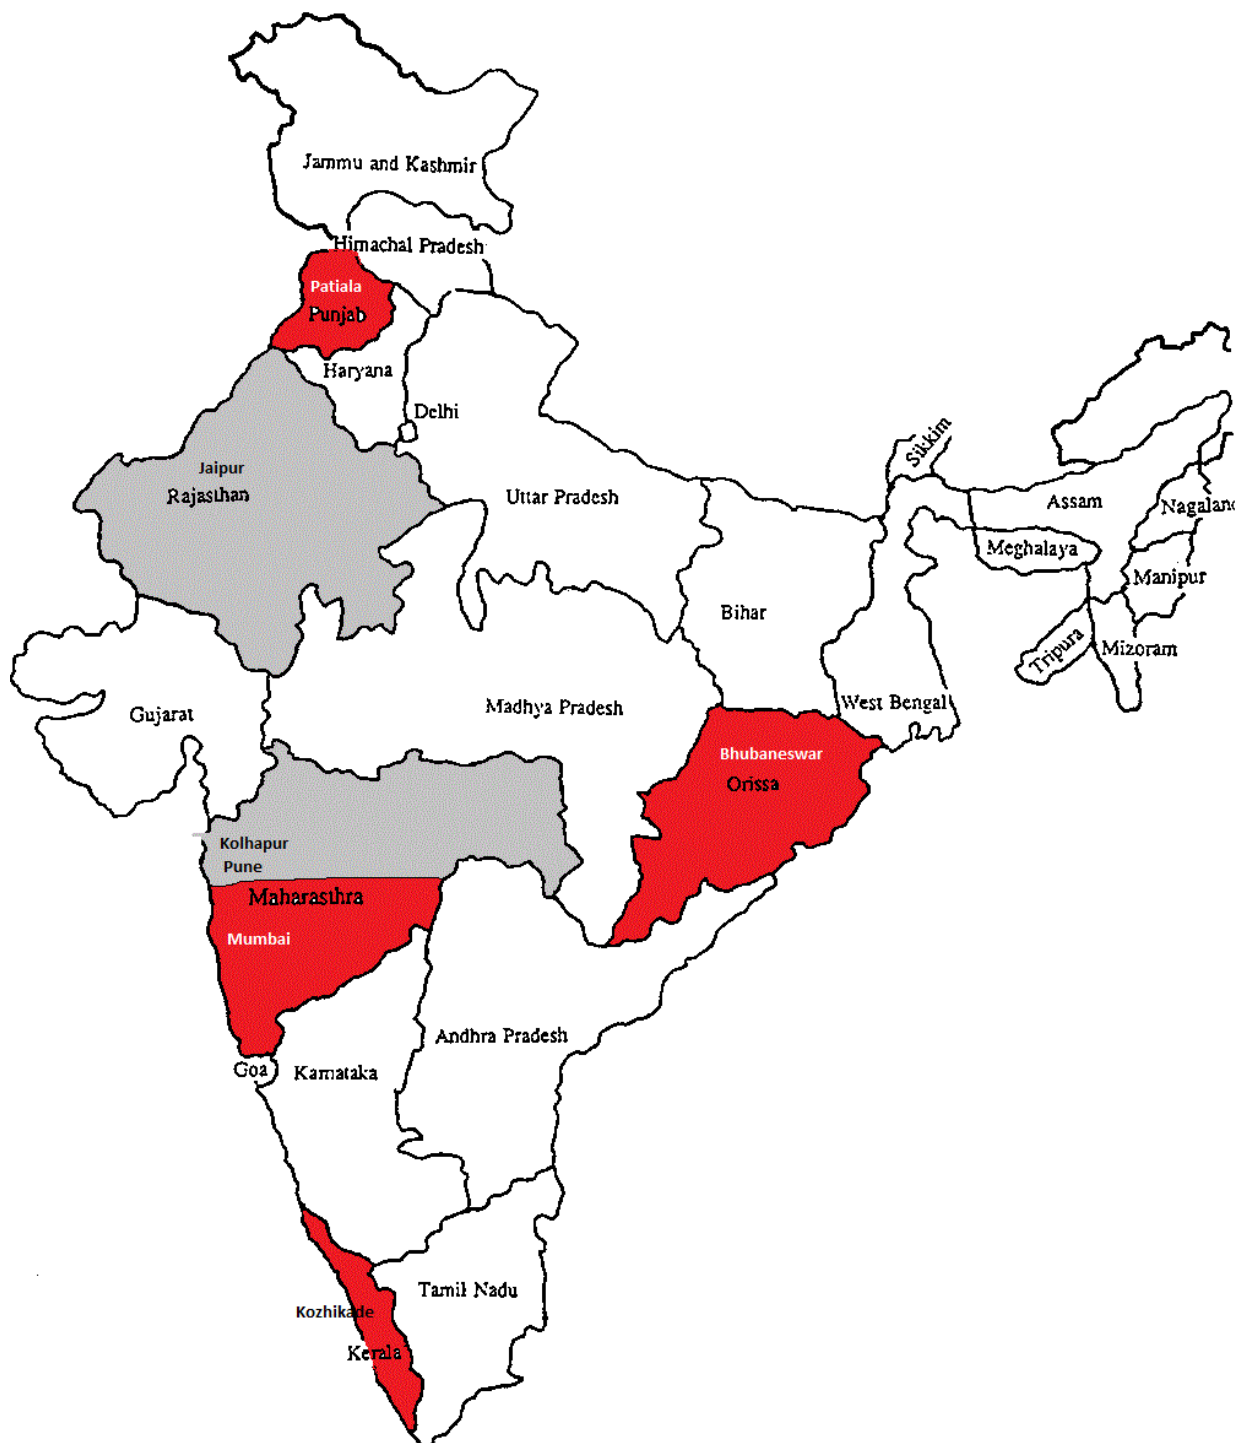 Jammu and Kashmir
Himachal Pradesh
Patiala
Punjab
Haryana
Delhi
Sikkim
Jaipur
Rajasthan
Uttar Pradesh
Assam
Nagaland
Meghalaya
Manipur
Bihar
Tripura
Mizoram
Gujarat
Madhya Pradesh
West Bengal
Bhubaneswar
Orissa
Kolhapur
Pune
Maharasthra
Mumbai
Andhra Pradesh
Goa
Karnataka
Tamil Nadu
Kozhikade
Kerala